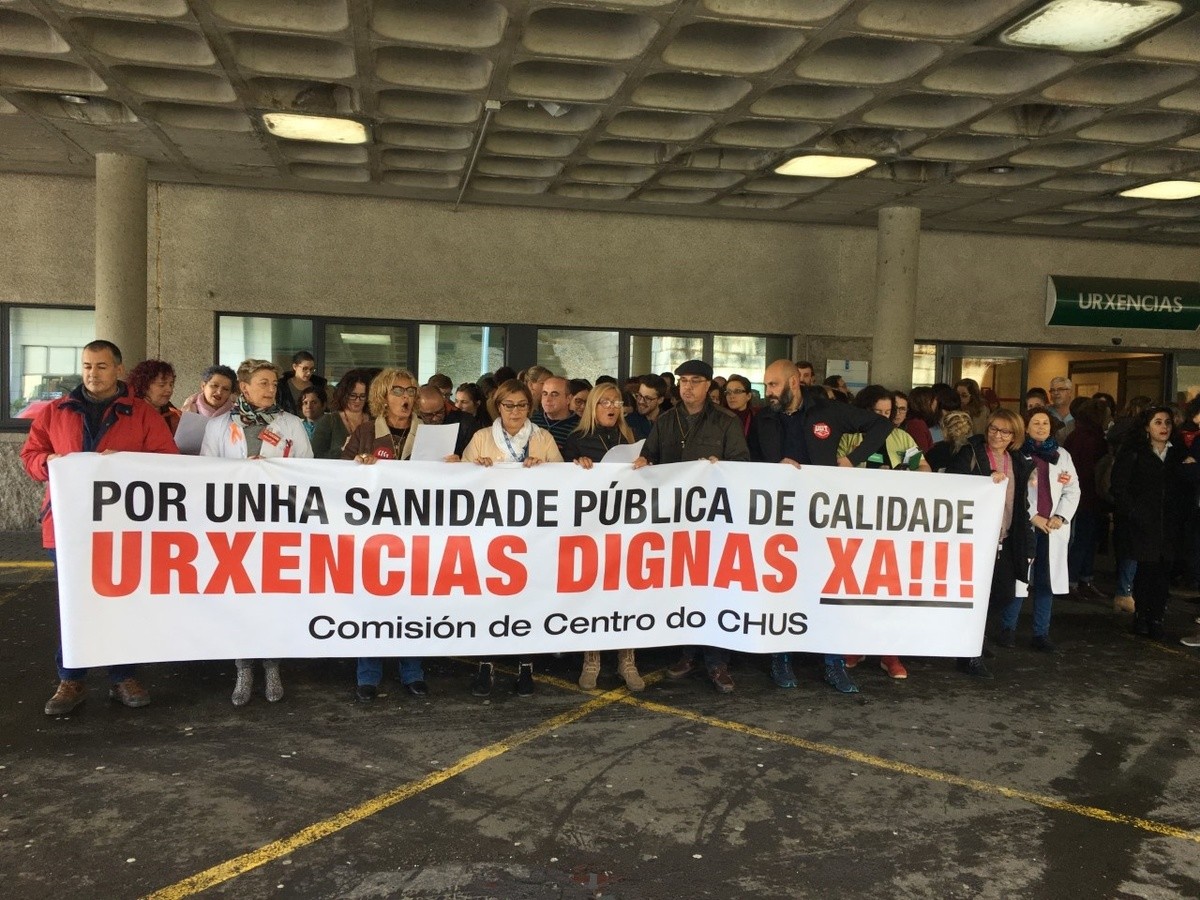 URXENCIAS
POR UNHA SANIDADE PÚBLICA DE CALIDADE
URXENCIAS DIGNAS XA!!!
Comisión de Centro do CHUS